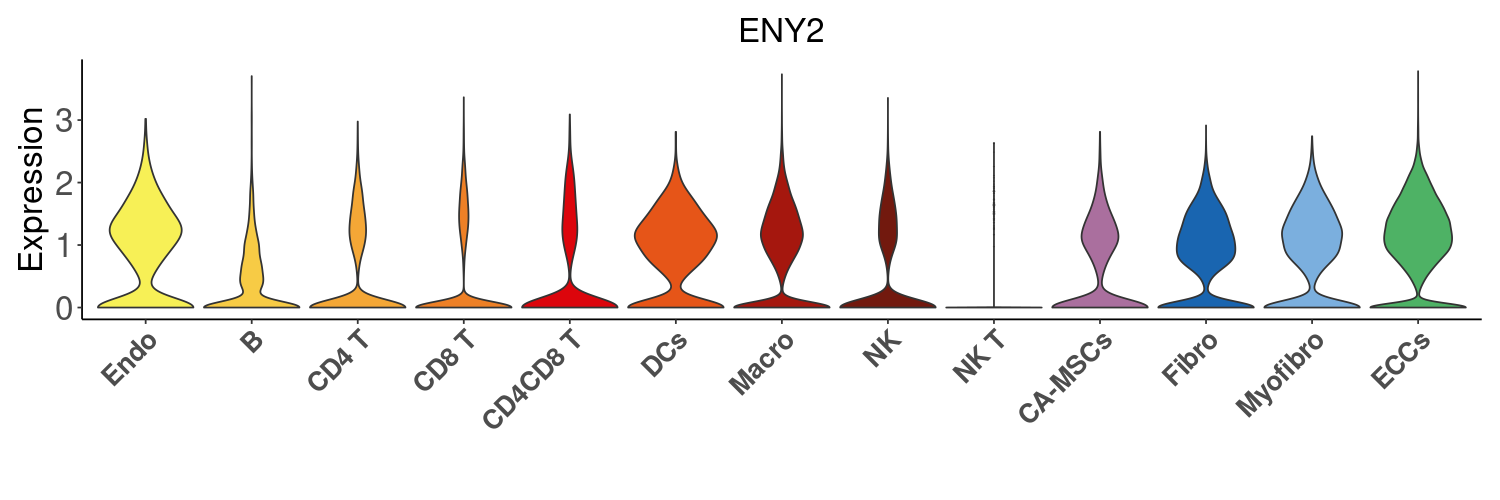 ENY2
Expression
3
2
1
0
Endo
B
CD4 T
CD8 T
CD4CD8 T
DCs
Macro
NK
NK T
CA-MSCs
Fibro
Myofibro
ECCs